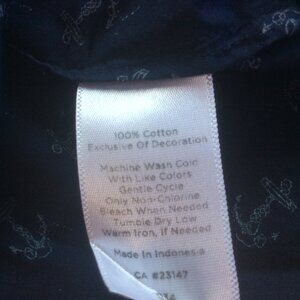 100% Cotton
Exclusive Of Decoration
Machine Wash Cold
With Like Colors
Gentle Cycle
Only Non-Chlorine
Bleach When Needed
Tumble Dry Low
Warm Iron, If Needed
Made In Indonesia
CA #23147